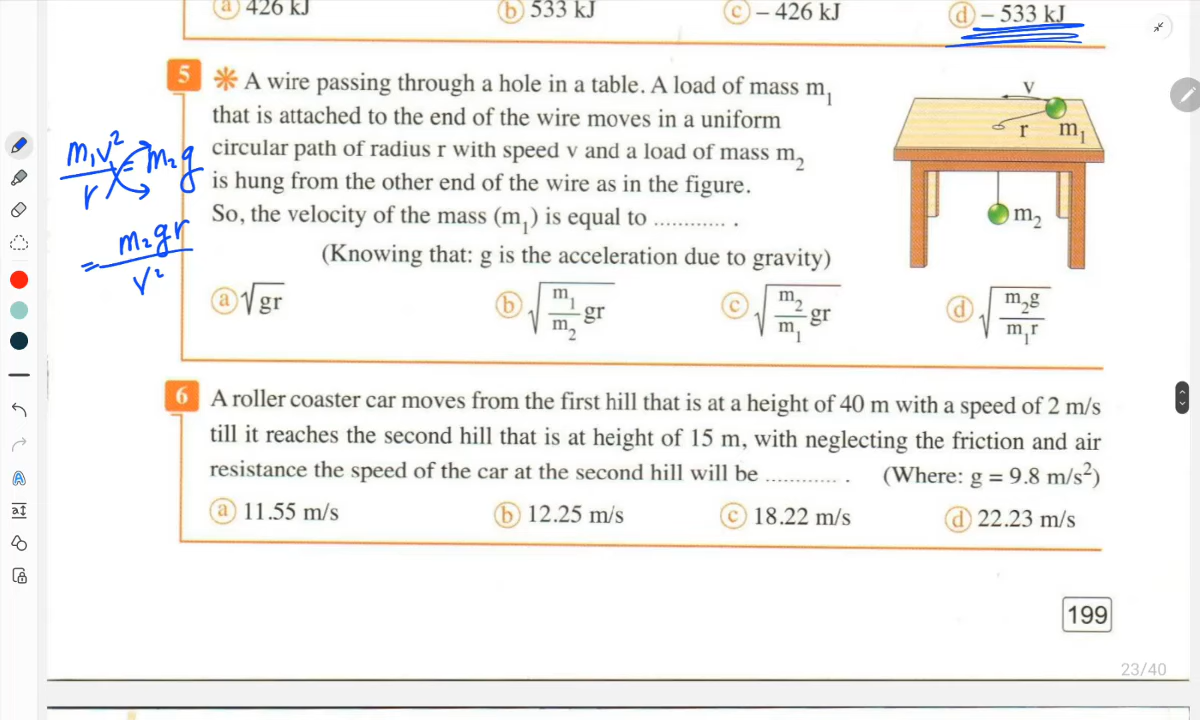 ⓐ 426 kJ ⓑ 533 kJ ⓒ – 426 kJ ⓓ – 533 kJ
5 ✻ A wire passing through a hole in a table. A load of mass m₁
that is attached to the end of the wire moves in a uniform
circular path of radius r with speed v and a load of mass m₂
is hung from the other end of the wire as in the figure.
So, the velocity of the mass (m₁) is equal to ............ .
(Knowing that: g is the acceleration due to gravity)
ⓐ √gr ⓑ √(m₁/m₂ gr) ⓒ √(m₂/m₁ gr) ⓓ √(m₂g/m₁r)
v
r m₁
m₂
m₁v²/r = m₂g
= m₂gr/v²
6 A roller coaster car moves from the first hill that is at a height of 40 m with a speed of 2 m/s
till it reaches the second hill that is at height of 15 m, with neglecting the friction and air
resistance the speed of the car at the second hill will be ............ . (Where: g = 9.8 m/s²)
ⓐ 11.55 m/s ⓑ 12.25 m/s ⓒ 18.22 m/s ⓓ 22.23 m/s
199
23/40